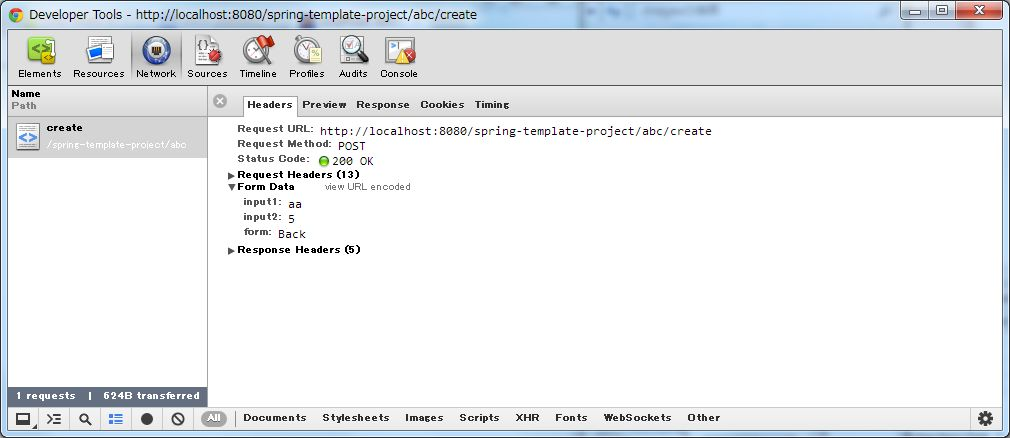 Developer Tools - http://localhost:8080/spring-template-project/abc/create
Elements Resources Network Sources Timeline Profiles Audits Console
Name
Path
Headers Preview Response Cookies Timing
create
/spring-template-project/abc
Request URL: http://localhost:8080/spring-template-project/abc/create
Request Method: POST
Status Code: 200 OK
Request Headers (13)
Form Data view URL encoded
input1: aa
input2: 5
form: Back
Response Headers (5)
1 requests | 624B transferred
All Documents Stylesheets Images Scripts XHR Fonts WebSockets Other